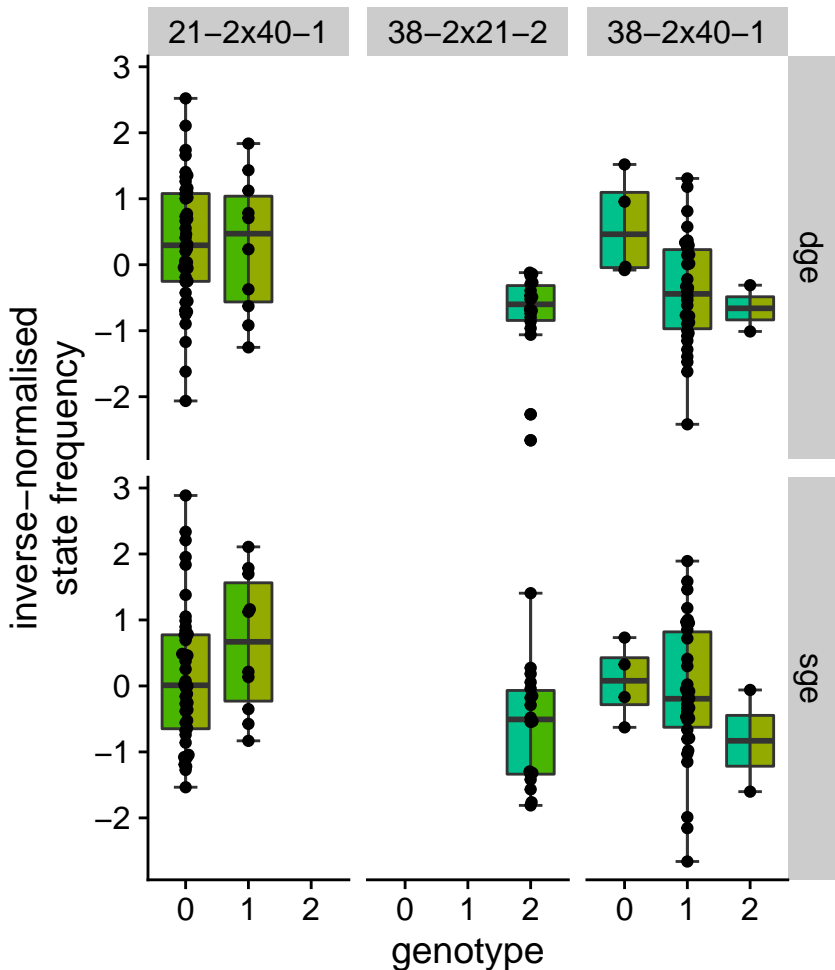 21−2x40−1 38−2x21−2 38−2x40−1
3
2
1
0
−1
−2
dge
3
2
1
0
−1
−2
sge
inverse−normalised
state frequency
0 1 2 0 1 2 0 1 2
genotype